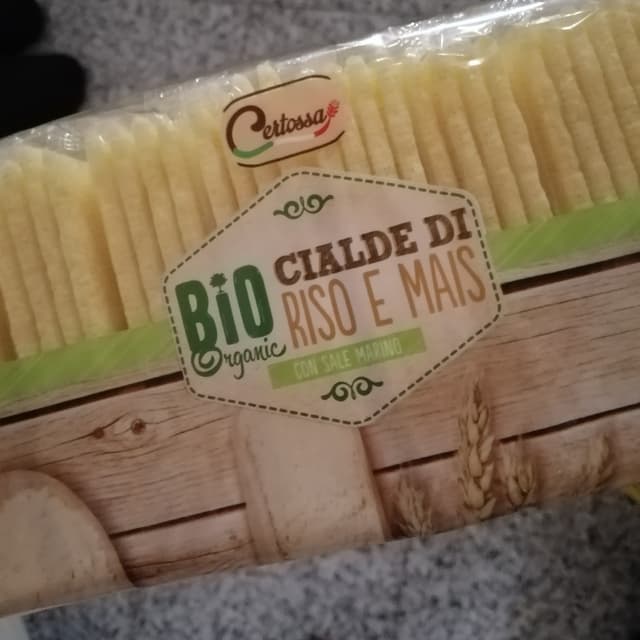 Certossa
BIO
Organic
CIALDE DI
RISO E MAIS
CON SALE MARINO